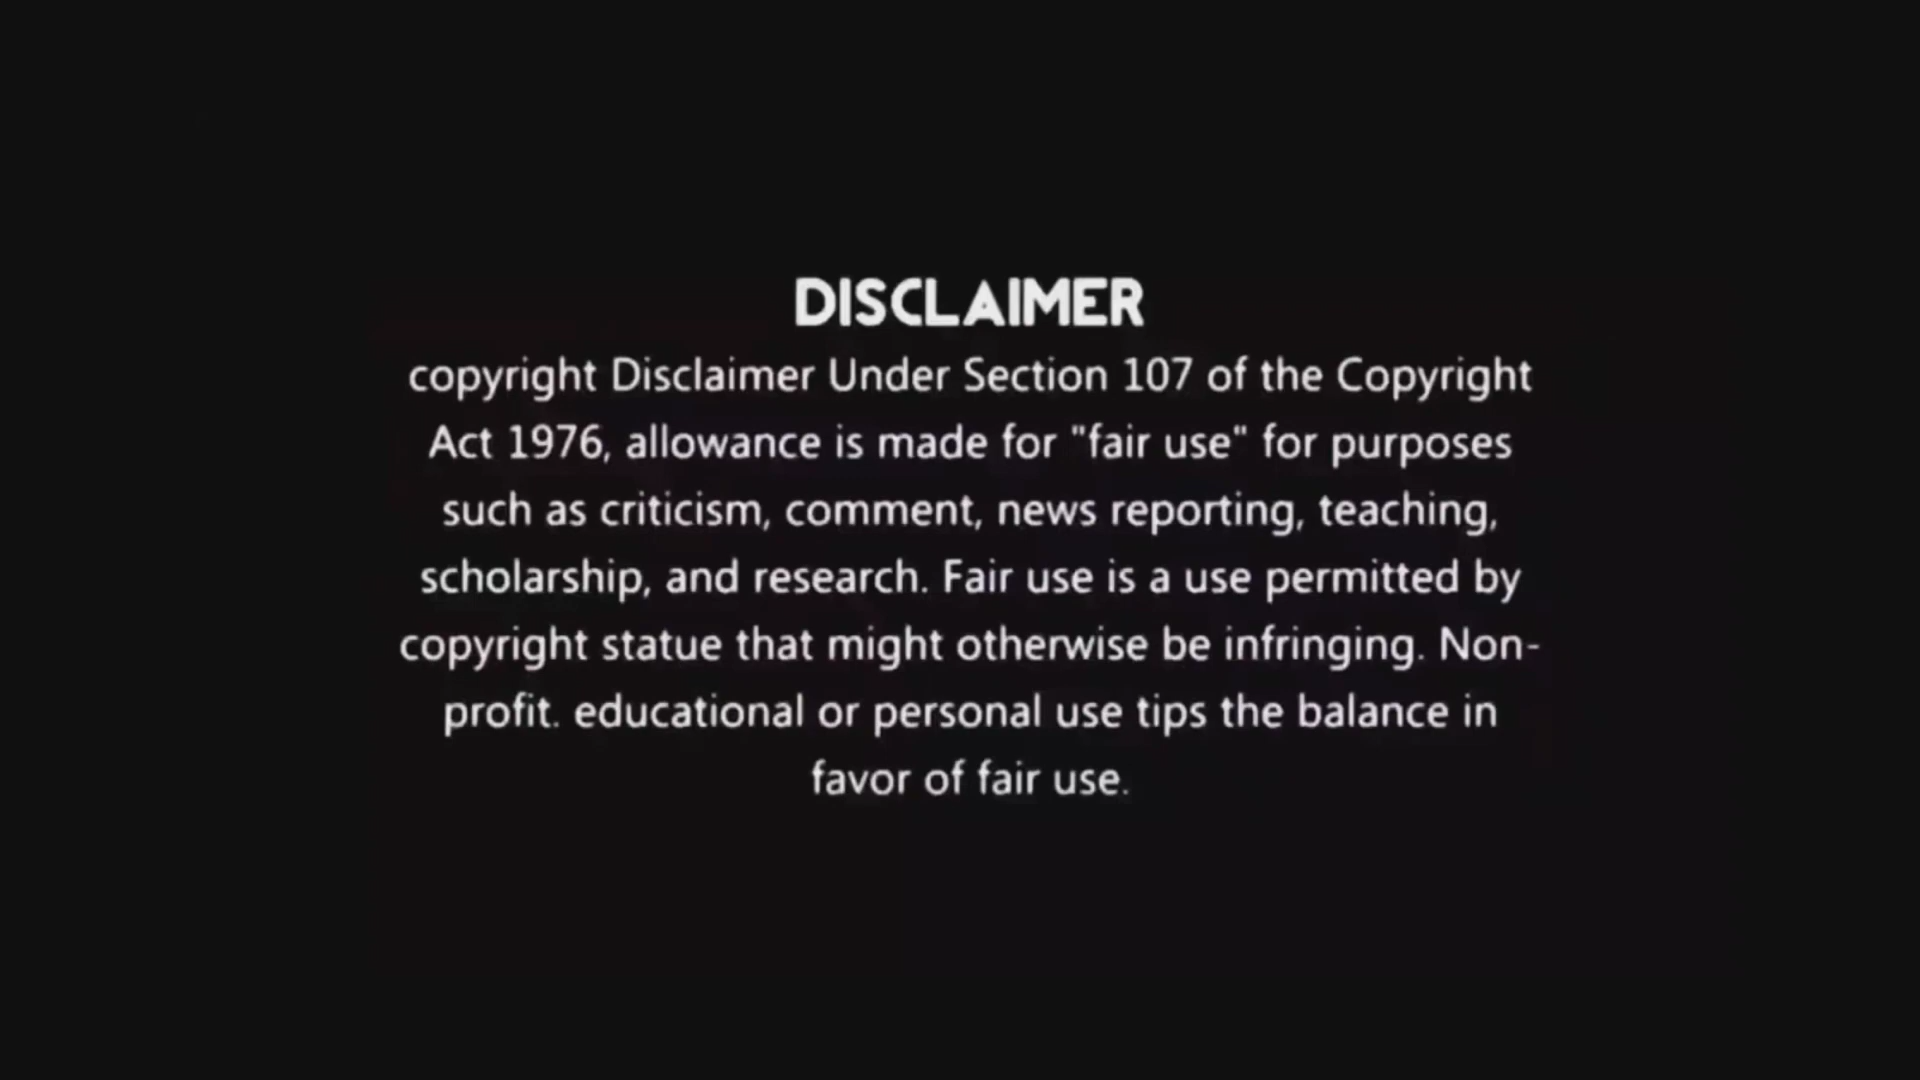 DISCLAIMER
copyright Disclaimer Under Section 107 of the Copyright
Act 1976, allowance is made for "fair use" for purposes
such as criticism, comment, news reporting, teaching,
scholarship, and research. Fair use is a use permitted by
copyright statue that might otherwise be infringing. Non-
profit. educational or personal use tips the balance in
favor of fair use.